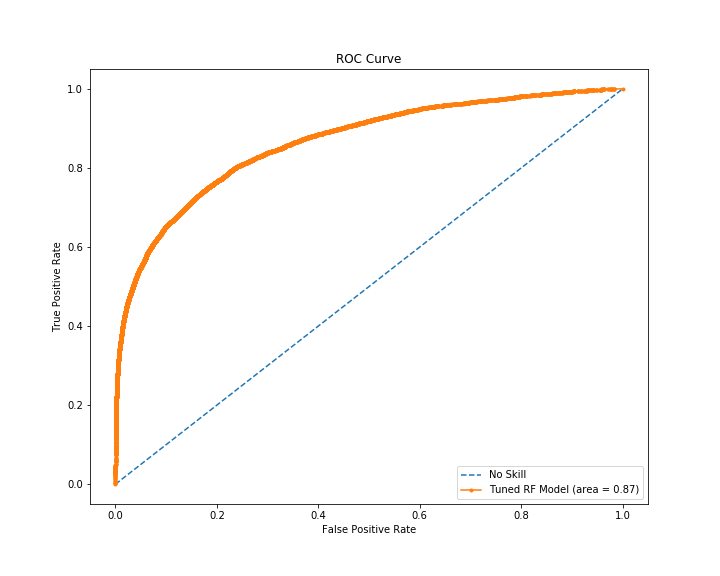 ROC Curve
True Positive Rate
1.0
0.8
0.6
0.4
0.2
0.0
0.0 0.2 0.4 0.6 0.8 1.0
False Positive Rate
No Skill
Tuned RF Model (area = 0.87)